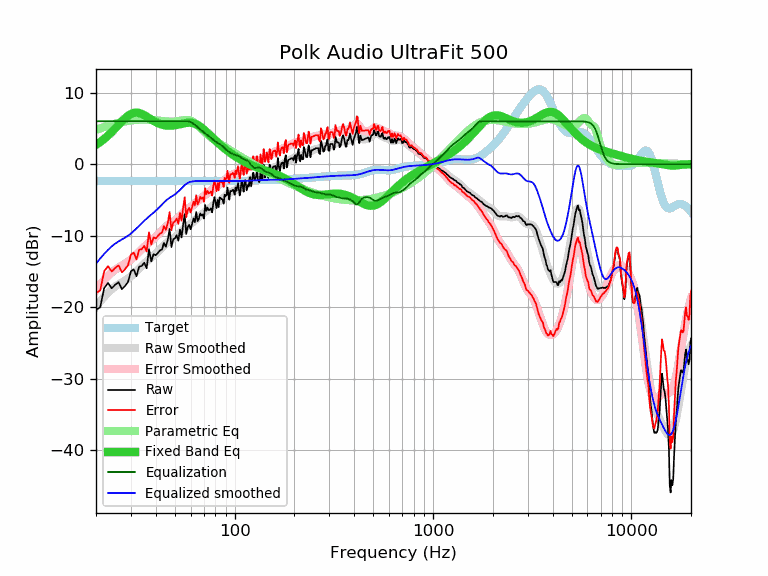 Polk Audio UltraFit 500
Amplitude (dBr)
10
0
−10
−20
−30
−40
Target
Raw Smoothed
Error Smoothed
Raw
Error
Parametric Eq
Fixed Band Eq
Equalization
Equalized smoothed
100
1000
10000
Frequency (Hz)